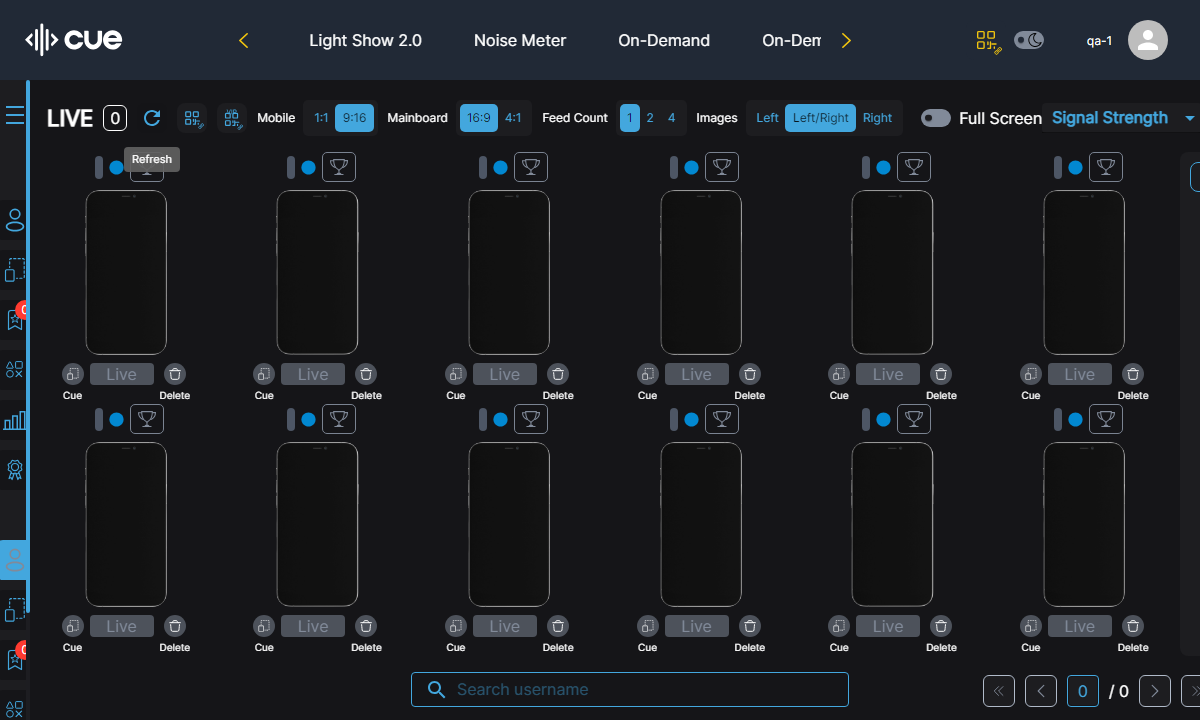 cue
Light Show 2.0
Noise Meter
On-Demand
On-Dem
qa-1
LIVE 0
Mobile 1:1 9:16
Mainboard 16:9 4:1
Feed Count 1 2 4
Images Left Left/Right Right
Full Screen
Signal Strength
Refresh
Live Live Live Live Live Live
Cue Delete Cue Delete Cue Delete Cue Delete Cue Delete Cue Delete
Live Live Live Live Live Live
Cue Delete Cue Delete Cue Delete Cue Delete Cue Delete Cue Delete
Search username
0 / 0